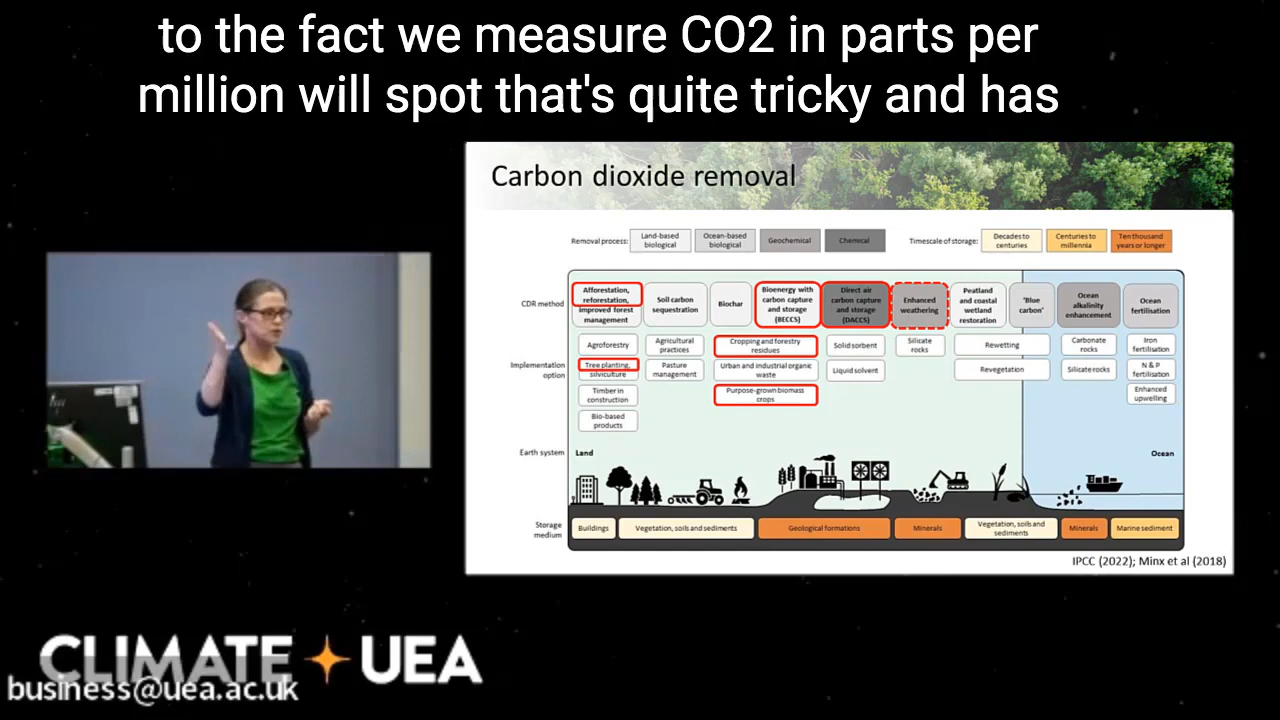 to the fact we measure CO2 in parts per
million will spot that's quite tricky and has
Carbon dioxide removal
Removal process:
Land-based
biological
Ocean-based
biological
Geochemical
Chemical
Timescale of storage:
Decades to
centuries
Centuries to
millennia
Ten thousand
years or longer
CDR method
Afforestation,
reforestation,
improved forest
management
Soil carbon
sequestration
Biochar
Bioenergy with
carbon capture
and storage
(BECCS)
Direct air
carbon capture
and storage
(DACCS)
Enhanced
weathering
Peatland
and coastal
wetland
restoration
'Blue
carbon'
Ocean
alkalinity
enhancement
Ocean
fertilisation
Implementation
option
Agroforestry
Tree planting,
silviculture
Timber in
construction
Bio-based
products
Agricultural
practices
Pasture
management
Cropping and forestry
residues
Urban and industrial organic
waste
Purpose-grown biomass
crops
Solid sorbent
Liquid solvent
Silicate
rocks
Rewetting
Revegetation
Carbonate
rocks
Silicate rocks
Iron
fertilisation
N & P
fertilisation
Enhanced
upwelling
Earth system
Land
Ocean
Storage
medium
Buildings
Vegetation, soils and sediments
Geological formations
Minerals
Vegetation, soils and
sediments
Minerals
Marine sediment
IPCC (2022); Minx et al (2018)
CLIMATE UEA
business@uea.ac.uk